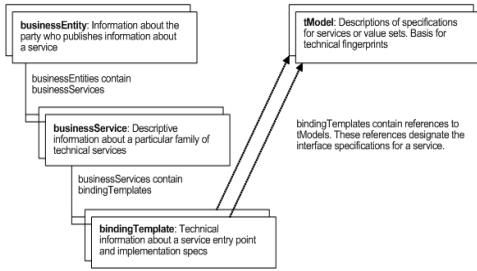 businessEntity: Information about the
party who publishes information about
a service
tModel: Descriptions of specifications
for services or value sets. Basis for
technical fingerprints
businessEntities contain
businessServices
businessService: Descriptive
information about a particular family of
technical services
bindingTemplates contain references to
tModels. These references designate the
interface specifications for a service.
businessServices contain
bindingTemplates
bindingTemplate: Technical
information about a service entry point
and implementation specs